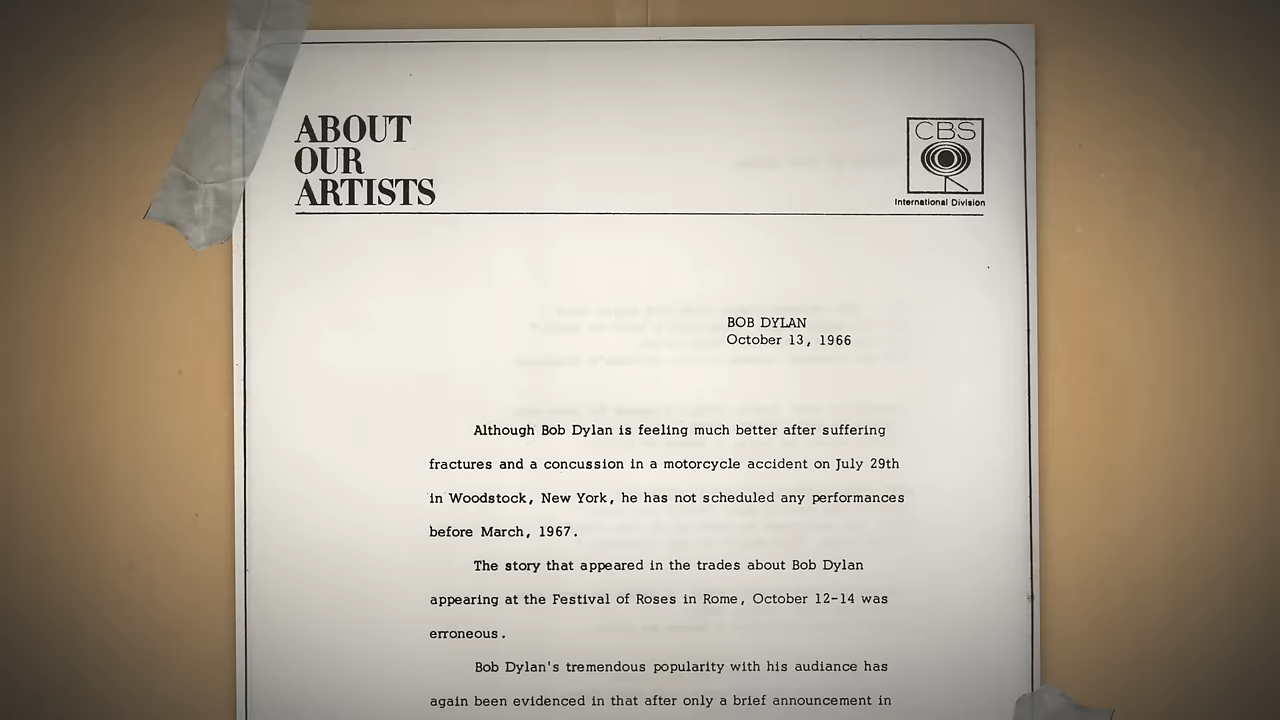 ABOUT
OUR
ARTISTS
CBS
International Division
BOB DYLAN
October 13, 1966
Although Bob Dylan is feeling much better after suffering
fractures and a concussion in a motorcycle accident on July 29th
in Woodstock, New York, he has not scheduled any performances
before March, 1967.
The story that appeared in the trades about Bob Dylan
appearing at the Festival of Roses in Rome, October 12-14 was
erroneous.
Bob Dylan's tremendous popularity with his audience has
again been evidenced in that after only a brief announcement in